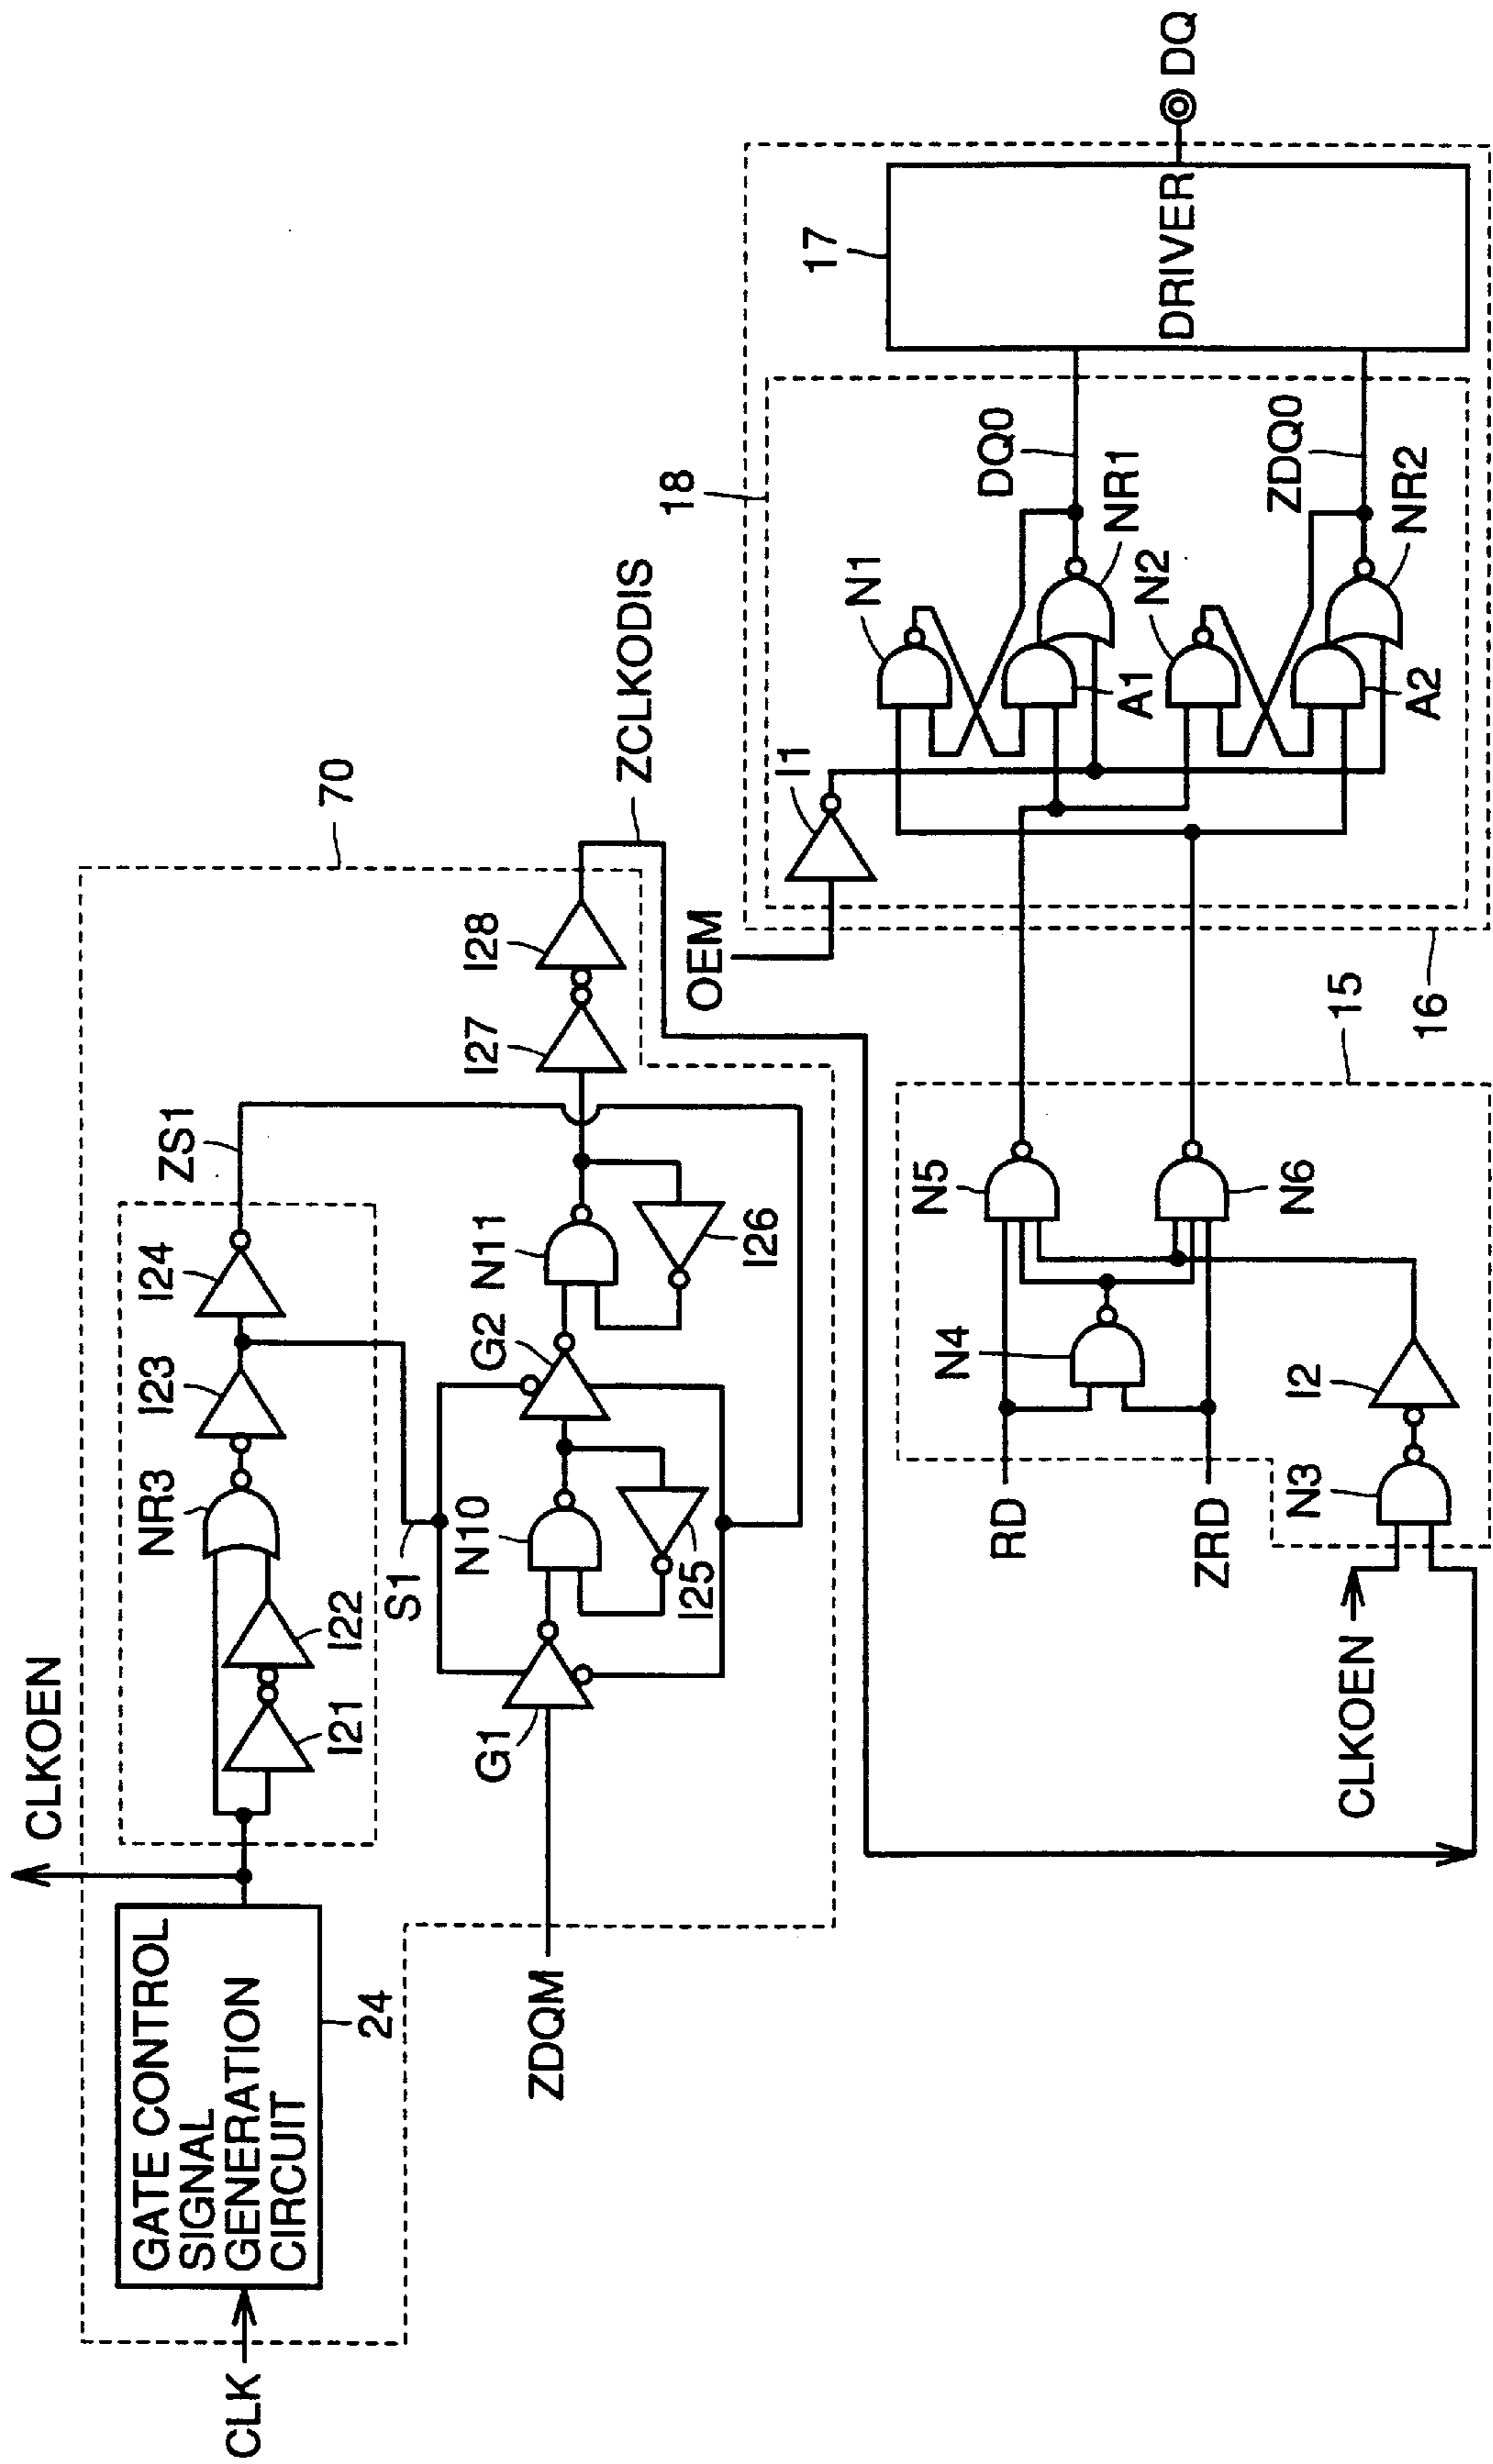 CLKOEN
CLK
GATE CONTROL
SIGNAL
GENERATION
CIRCUIT
24
I21
I22
NR3
I23
I24
ZS1
70
S1
ZDQM
G1
N10
I25
G2
N11
I26
I27
I28
ZCLKODIS
OEM
I1
18
N1
A1
NR1
DQ0
N2
A2
NR2
ZDQ0
17
DRIVER
DQ
16
15
RD
ZRD
N4
N5
N6
CLKOEN
N3
I2